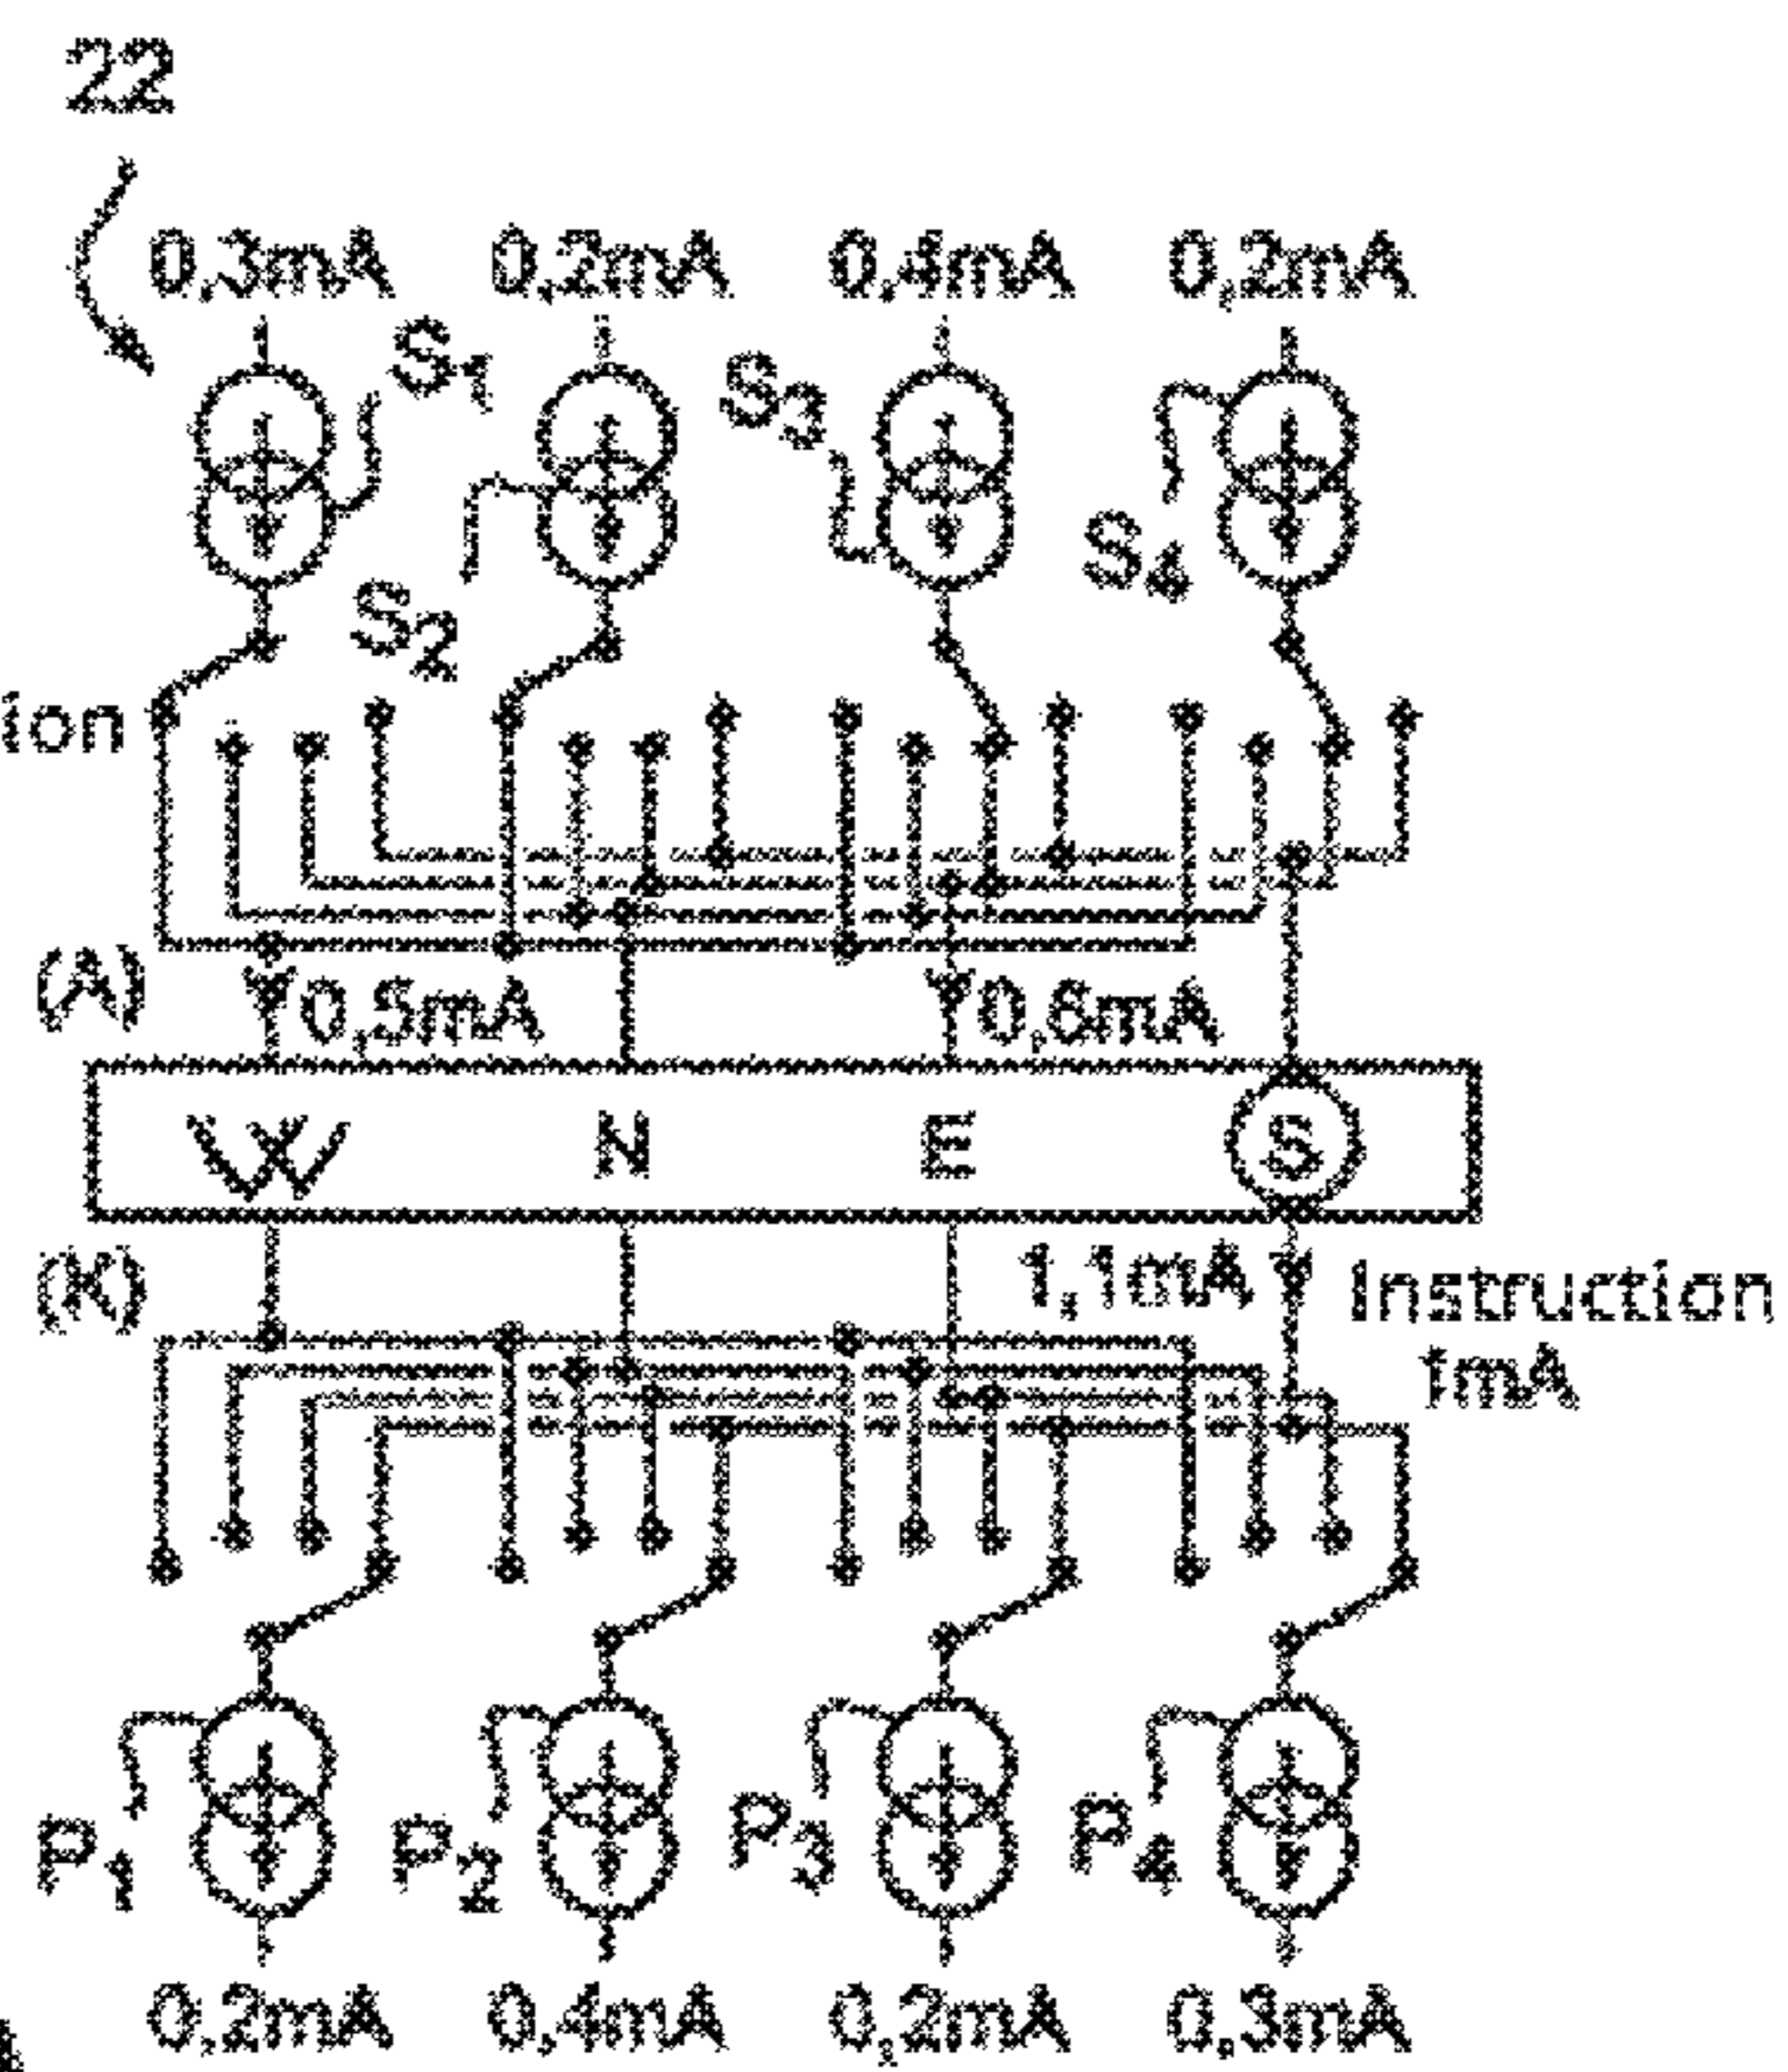 22
0,3mA 0,2mA 0,4mA 0,2mA
S1
S3
S4
S2
ion
(A)
0,5mA 0,6mA
W N E S
(K)
1,1mA Instruction
1mA
P1 P2 P3 P4
0,2mA 0,4mA 0,2mA 0,3mA